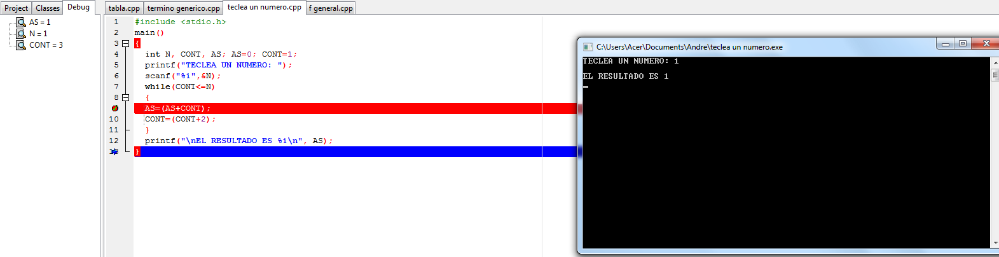 Project Classes Debug
AS = 1
N = 1
CONT = 3
tabla.cpp termino generico.cpp teclea un numero.cpp f general.cpp
1 #include <stdio.h>
2 main()
3 {
4 int N, CONT, AS; AS=0; CONT=1;
5 printf("TECLEA UN NUMERO: ");
6 scanf("%i",&N);
7 while(CONT<=N)
8 {
AS=(AS+CONT);
10 CONT=(CONT+2);
11 }
12 printf("\nEL RESULTADO ES %i\n", AS);
13 }
C:\Users\Acer\Documents\Andre\teclea un numero.exe
TECLEA UN NUMERO: 1
EL RESULTADO ES 1